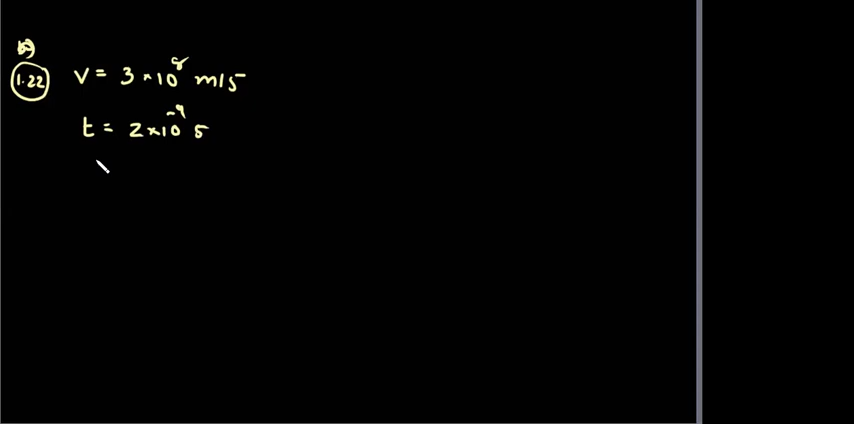 1.22 v = 3 × 10⁸ m/s
t = 2 × 10⁻⁹ s